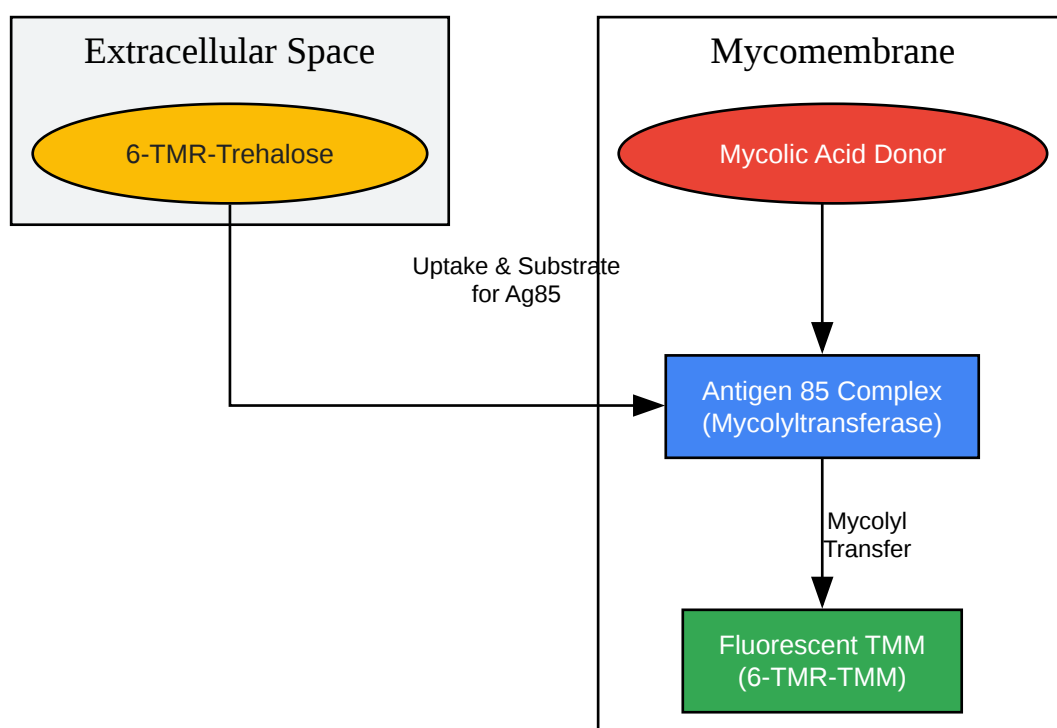 Extracellular Space
Mycomembrane
6-TMR-Trehalose
Mycolic Acid Donor
Uptake & Substrate
for Ag85
Antigen 85 Complex
(Mycolyltransferase)
Mycolyl
Transfer
Fluorescent TMM
(6-TMR-TMM)